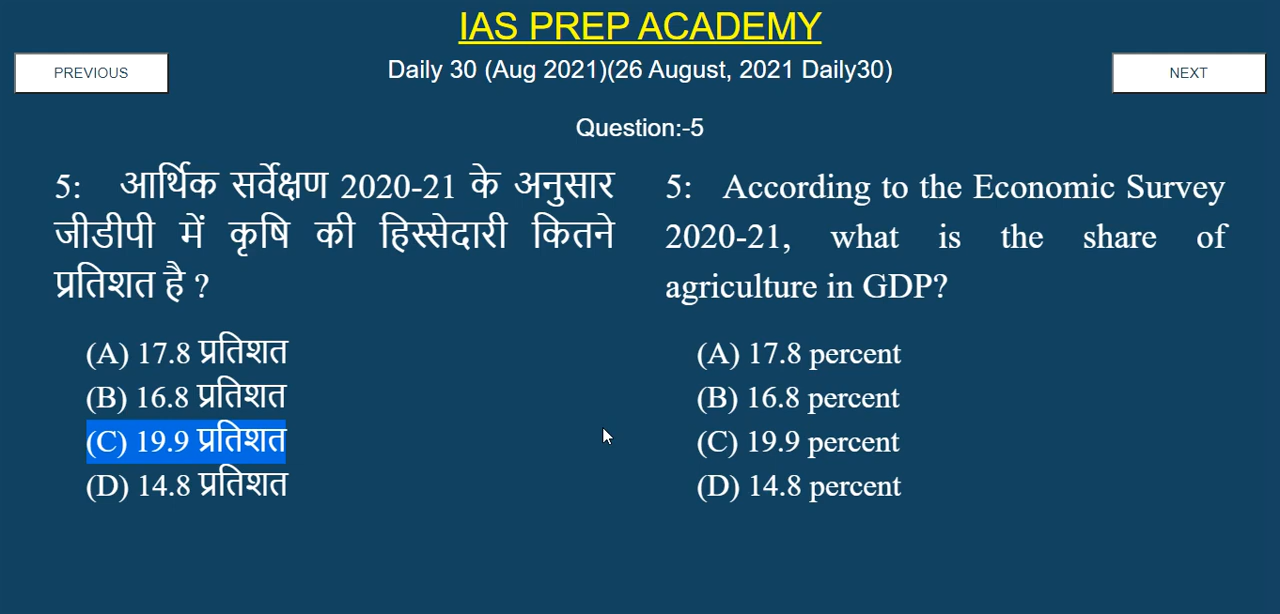 IAS PREP ACADEMY
PREVIOUS
Daily 30 (Aug 2021)(26 August, 2021 Daily30)
NEXT
Question:-5
5: आर्थिक सर्वेक्षण 2020-21 के अनुसार
जीडीपी में कृषि की हिस्सेदारी कितने
प्रतिशत है ?
(A) 17.8 प्रतिशत
(B) 16.8 प्रतिशत
(C) 19.9 प्रतिशत
(D) 14.8 प्रतिशत
5: According to the Economic Survey
2020-21, what is the share of
agriculture in GDP?
(A) 17.8 percent
(B) 16.8 percent
(C) 19.9 percent
(D) 14.8 percent